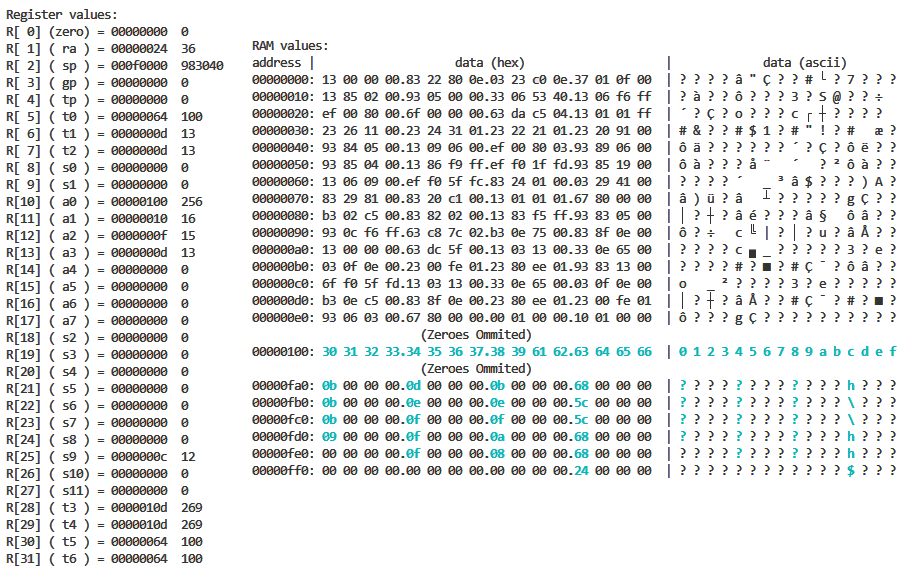 Register values:
R[ 0] (zero) = 00000000 0
R[ 1] ( ra ) = 00000024 36
R[ 2] ( sp ) = 000f0000 983040
R[ 3] ( gp ) = 00000000 0
R[ 4] ( tp ) = 00000000 0
R[ 5] ( t0 ) = 00000064 100
R[ 6] ( t1 ) = 0000000d 13
R[ 7] ( t2 ) = 0000000d 13
R[ 8] ( s0 ) = 00000000 0
R[ 9] ( s1 ) = 00000000 0
R[10] ( a0 ) = 00000100 256
R[11] ( a1 ) = 00000010 16
R[12] ( a2 ) = 0000000f 15
R[13] ( a3 ) = 0000000d 13
R[14] ( a4 ) = 00000000 0
R[15] ( a5 ) = 00000000 0
R[16] ( a6 ) = 00000000 0
R[17] ( a7 ) = 00000000 0
R[18] ( s2 ) = 00000000 0
R[19] ( s3 ) = 00000000 0
R[20] ( s4 ) = 00000000 0
R[21] ( s5 ) = 00000000 0
R[22] ( s6 ) = 00000000 0
R[23] ( s7 ) = 00000000 0
R[24] ( s8 ) = 00000000 0
R[25] ( s9 ) = 0000000c 12
R[26] ( s10) = 00000000 0
R[27] ( s11) = 00000000 0
R[28] ( t3 ) = 0000010d 269
R[29] ( t4 ) = 0000010d 269
R[30] ( t5 ) = 00000064 100
R[31] ( t6 ) = 00000064 100
RAM values:
address | data (hex) | data (ascii)
00000000: 13 00 00 00.83 22 80 0e.03 23 c0 0e.37 01 0f 00 | ? ? ? ? â " Ç ? ? # └ ? 7 ? ? ?
00000010: 13 85 02 00.93 05 00 00.33 06 53 40.13 06 f6 ff | ? à ? ? ô ? ? ? 3 ? S @ ? ? ÷
00000020: ef 00 80 00.6f 00 00 00.63 da c5 04.13 01 01 ff | ´ ? Ç ? o ? ? ? c ┌ ┼ ? ? ? ?
00000030: 23 26 11 00.23 24 31 01.23 22 21 01.23 20 91 00 | # & ? ? # $ 1 ? # " ! ? # æ ?
00000040: 93 84 05 00.13 09 06 00.ef 00 80 03.93 89 06 00 | ô ä ? ? ? ? ? ? ´ ? Ç ? ô ë ? ?
00000050: 93 85 04 00.13 86 f9 ff.ef f0 1f fd.93 85 19 00 | ô à ? ? ? å ¨ ´ ? ² ô à ? ?
00000060: 13 06 09 00.ef f0 5f fc.83 24 01 00.03 29 41 00 | ? ? ? ? ´ _ ³ â $ ? ? ? ) A ?
00000070: 83 29 81 00.83 20 c1 00.13 01 01 01.67 80 00 00 | â ) ü ? â ┴ ? ? ? ? ? g Ç ? ?
00000080: b3 02 c5 00.83 82 02 00.13 83 f5 ff.93 83 05 00 | │ ? ┼ ? â é ? ? ? â § ô â ? ?
00000090: 93 0c f6 ff.63 c8 7c 02.b3 0e 75 00.83 8f 0e 00 | ô ? ÷ c ╚ | ? │ ? u ? â Å ? ?
000000a0: 13 00 00 00.63 dc 5f 00.13 03 13 00.33 0e 65 00 | ? ? ? ? c ▄ _ ? ? ? ? ? 3 ? e ?
000000b0: 03 0f 0e 00.23 00 fe 01.23 80 ee 01.93 83 13 00 | ? ? ? ? # ? ■ ? # Ç ¯ ? ô â ? ?
000000c0: 6f f0 5f fd.13 03 13 00.33 0e 65 00.03 0f 0e 00 | o _ ² ? ? ? ? 3 ? e ? ? ? ? ?
000000d0: b3 0e c5 00.83 8f 0e 00.23 80 ee 01.23 00 fe 01 | │ ? ┼ ? â Å ? ? # Ç ¯ ? # ? ■ ?
000000e0: 93 06 03 00.67 80 00 00.00 01 00 00.10 01 00 00 | ô ? ? ? g Ç ? ? ? ? ? ? ? ? ? ?
(Zeroes Ommited)
00000100: 30 31 32 33.34 35 36 37.38 39 61 62.63 64 65 66 | 0 1 2 3 4 5 6 7 8 9 a b c d e f
(Zeroes Ommited)
00000fa0: 0b 00 00 00.0d 00 00 00.0b 00 00 00.68 00 00 00 | ? ? ? ? ? ? ? ? ? ? ? ? h ? ? ?
00000fb0: 0b 00 00 00.0e 00 00 00.0e 00 00 00.5c 00 00 00 | ? ? ? ? ? ? ? ? ? ? ? ? \ ? ? ?
00000fc0: 0b 00 00 00.0f 00 00 00.0f 00 00 00.5c 00 00 00 | ? ? ? ? ? ? ? ? ? ? ? ? \ ? ? ?
00000fd0: 09 00 00 00.0f 00 00 00.0a 00 00 00.68 00 00 00 | ? ? ? ? ? ? ? ? ? ? ? ? h ? ? ?
00000fe0: 00 00 00 00.0f 00 00 00.08 00 00 00.68 00 00 00 | ? ? ? ? ? ? ? ? ? ? ? ? h ? ? ?
00000ff0: 00 00 00 00.00 00 00 00.00 00 00 00.24 00 00 00 | ? ? ? ? ? ? ? ? ? ? ? ? $ ? ? ?